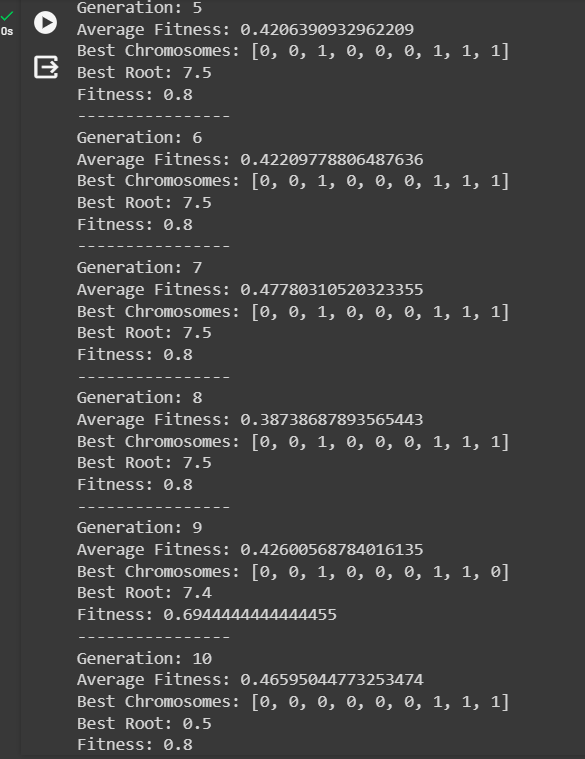 0s
Generation: 5
Average Fitness: 0.4206390932962209
Best Chromosomes: [0, 0, 1, 0, 0, 0, 1, 1, 1]
Best Root: 7.5
Fitness: 0.8
----------------
Generation: 6
Average Fitness: 0.42209778806487636
Best Chromosomes: [0, 0, 1, 0, 0, 0, 1, 1, 1]
Best Root: 7.5
Fitness: 0.8
----------------
Generation: 7
Average Fitness: 0.47780310520323355
Best Chromosomes: [0, 0, 1, 0, 0, 0, 1, 1, 1]
Best Root: 7.5
Fitness: 0.8
----------------
Generation: 8
Average Fitness: 0.38738687893565443
Best Chromosomes: [0, 0, 1, 0, 0, 0, 1, 1, 1]
Best Root: 7.5
Fitness: 0.8
----------------
Generation: 9
Average Fitness: 0.42600568784016135
Best Chromosomes: [0, 0, 1, 0, 0, 0, 1, 1, 0]
Best Root: 7.4
Fitness: 0.6944444444444455
----------------
Generation: 10
Average Fitness: 0.46595044773253474
Best Chromosomes: [0, 0, 0, 0, 0, 0, 1, 1, 1]
Best Root: 0.5
Fitness: 0.8